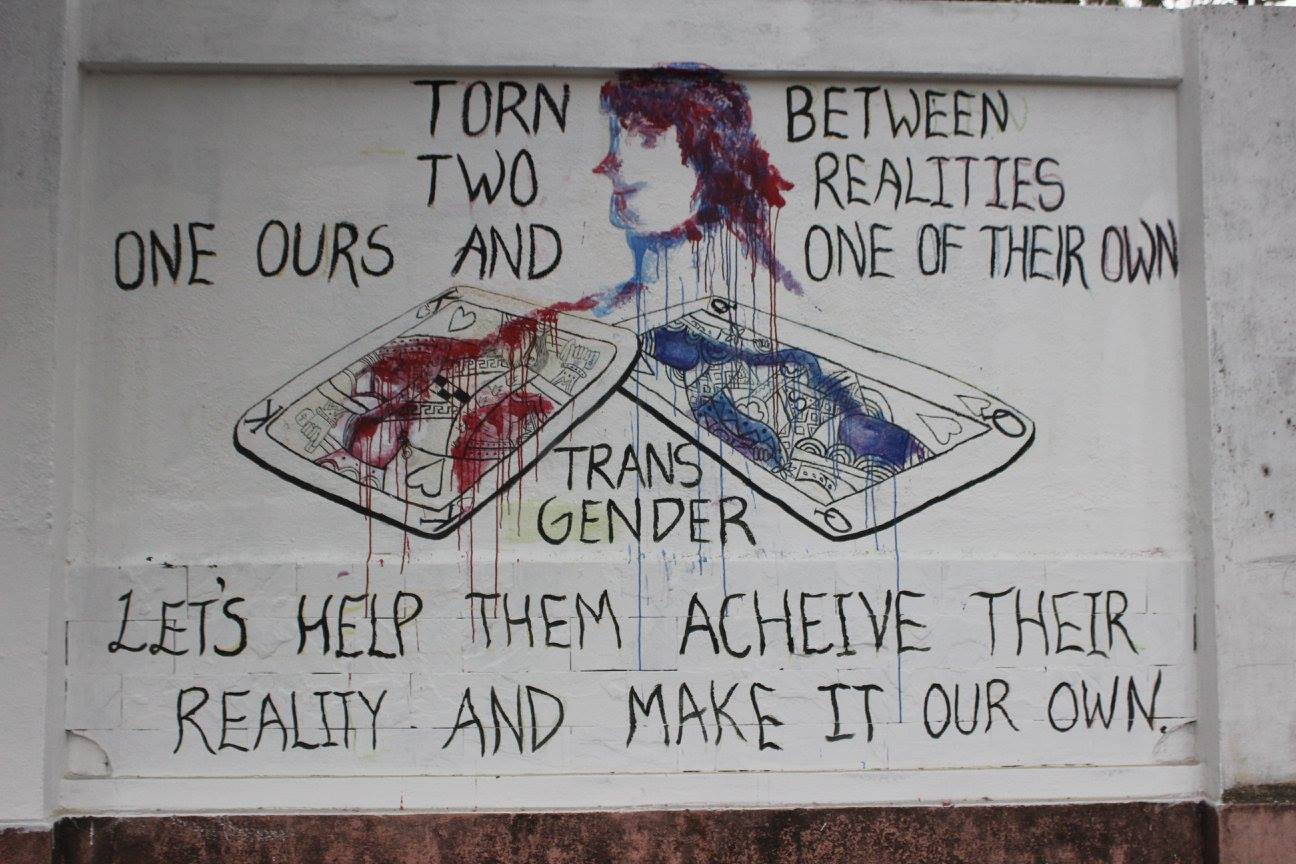 TORN BETWEEN
TWO REALITIES
ONE OURS AND ONE OF THEIR OWN
K
Q
K
Q
K
Q
TRANS
GENDER
LET'S HELP THEM ACHEIVE THEIR
REALITY AND MAKE IT OUR OWN.